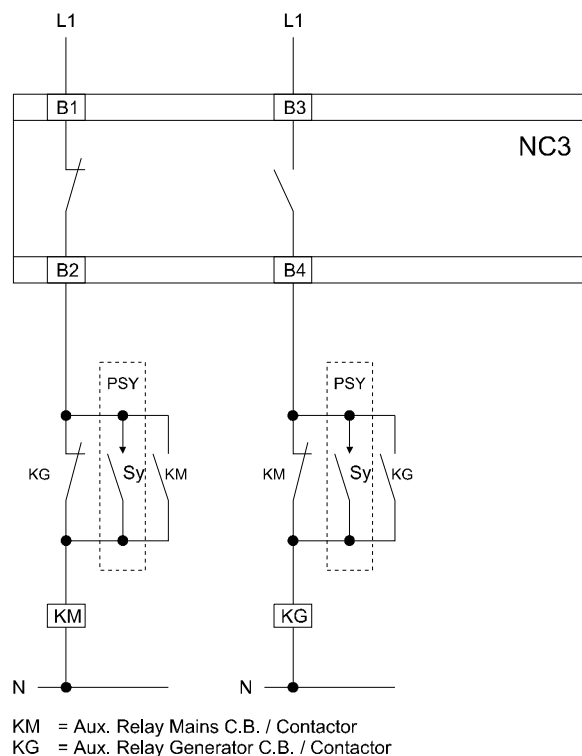 L1 L1
B1 B3
NC3
B2 B4
PSY PSY
KG Sy KM KM Sy KG
KM KG
N N
KM = Aux. Relay Mains C.B. / Contactor
KG = Aux. Relay Generator C.B. / Contactor